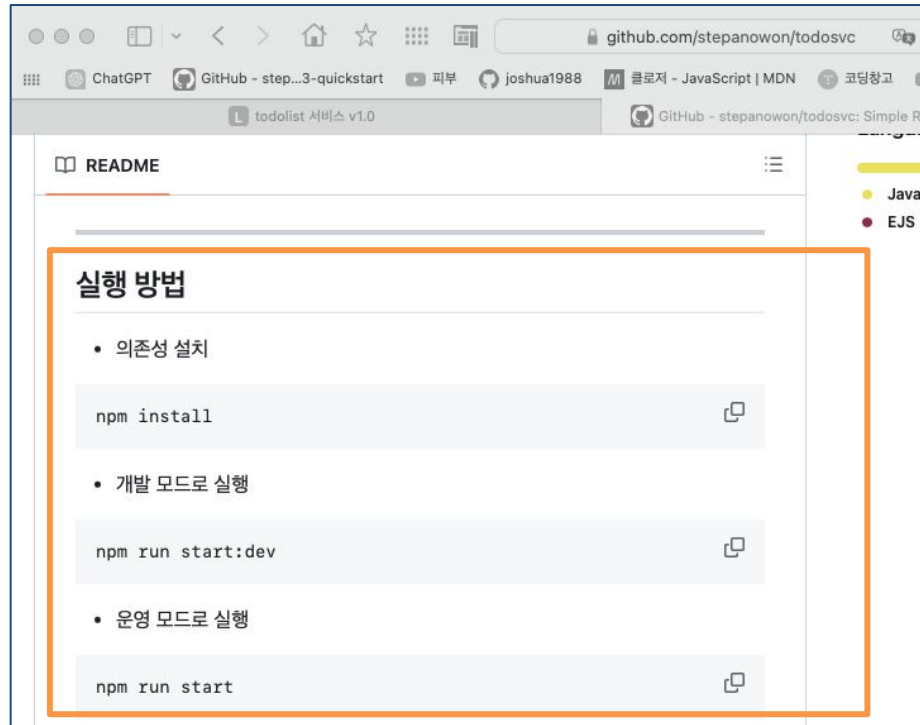 github.com/stepanowon/todosvc
ChatGPT GitHub - step...3-quickstart 피부 joshua1988 M 클로저 - JavaScript | MDN 코딩창고
L todolist 서비스 v1.0 GitHub - stepanowon/todosvc: Simple R
README
Java
EJS
실행 방법
• 의존성 설치
npm install
• 개발 모드로 실행
npm run start:dev
• 운영 모드로 실행
npm run start